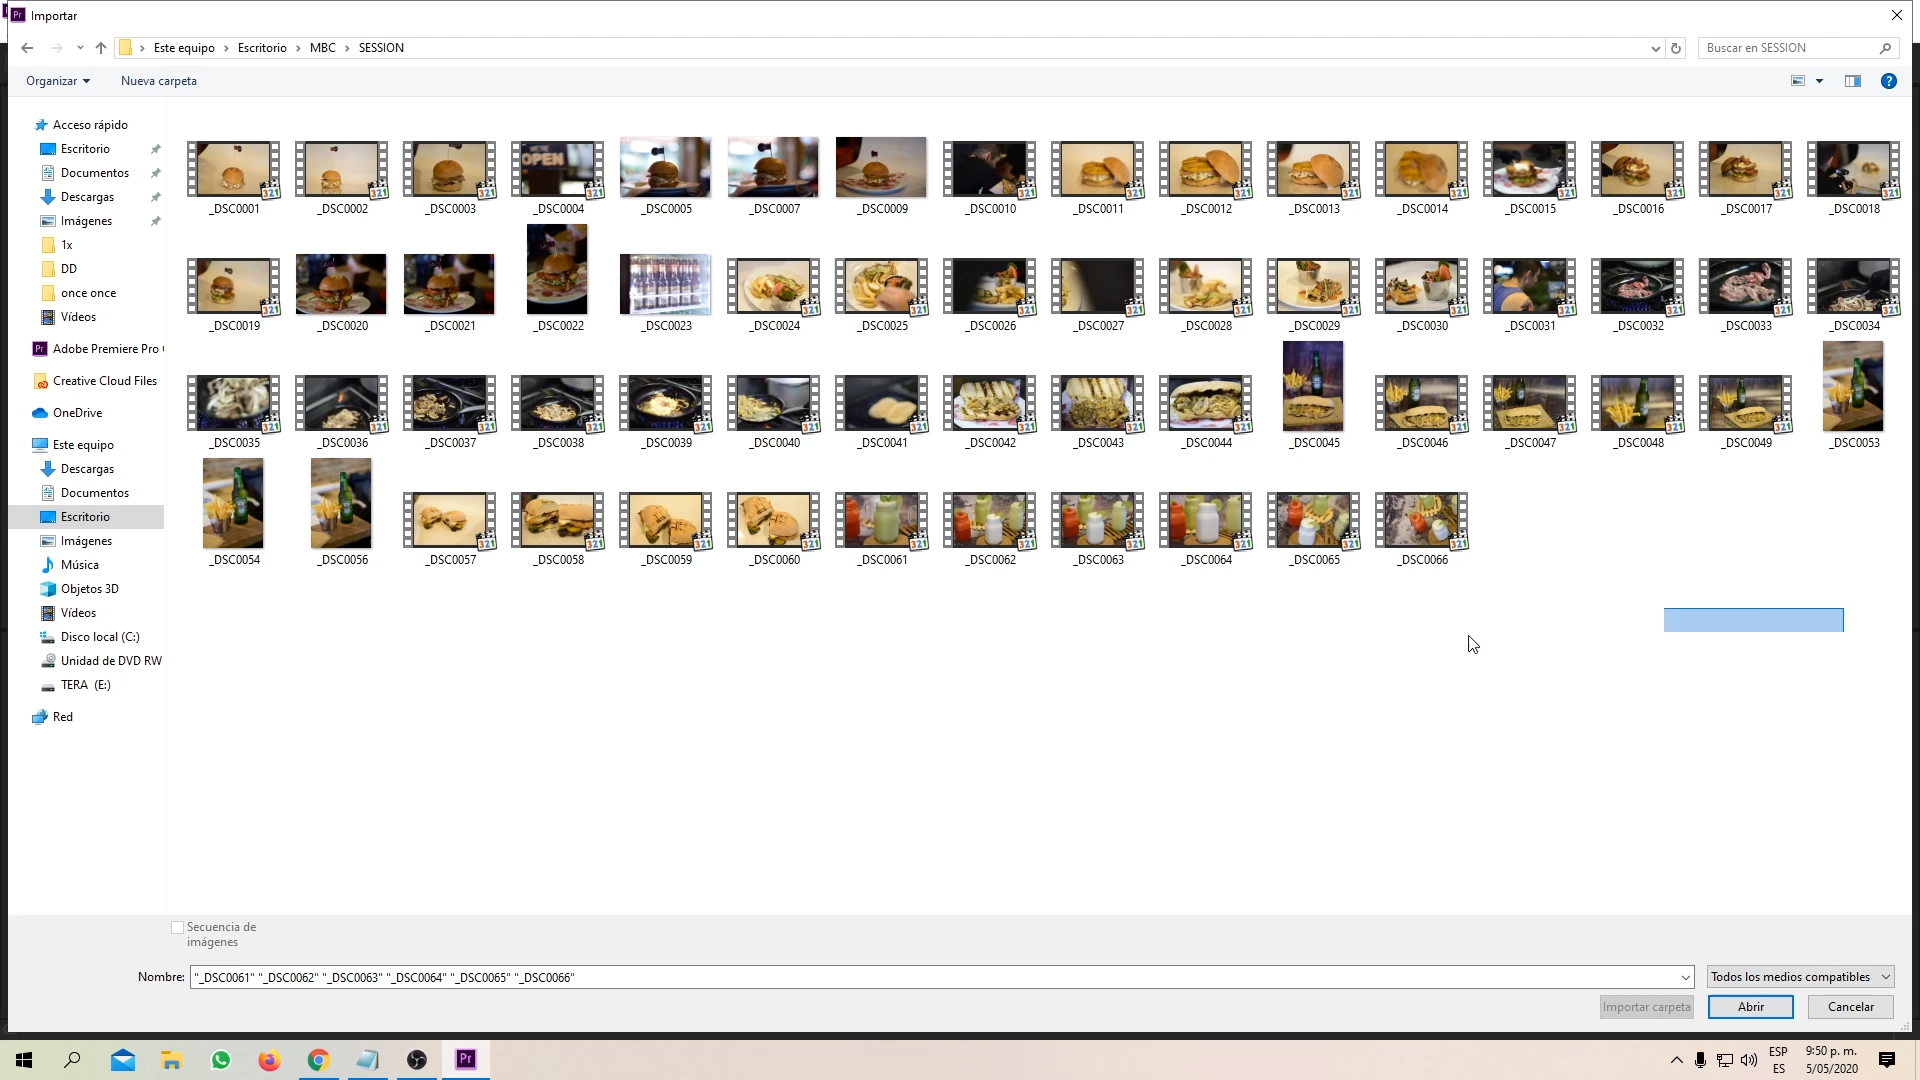 Pr Importar
Este equipo > Escritorio > MBC > SESSION
Buscar en SESSION
Organizar
Nueva carpeta
?
Acceso rápido
Escritorio
Documentos
Descargas
Imágenes
1x
DD
once once
Vídeos
Pr Adobe Premiere Pro
Creative Cloud Files
OneDrive
Este equipo
Descargas
Documentos
Escritorio
Imágenes
Música
Objetos 3D
Vídeos
Disco local (C:)
Unidad de DVD RW
TERA (E:)
Red
_DSC0001 _DSC0002 _DSC0003 _DSC0004 _DSC0005 _DSC0007 _DSC0009 _DSC0010 _DSC0011 _DSC0012 _DSC0013 _DSC0014 _DSC0015 _DSC0016 _DSC0017 _DSC0018
_DSC0019 _DSC0020 _DSC0021 _DSC0022 _DSC0023 _DSC0024 _DSC0025 _DSC0026 _DSC0027 _DSC0028 _DSC0029 _DSC0030 _DSC0031 _DSC0032 _DSC0033 _DSC0034
_DSC0035 _DSC0036 _DSC0037 _DSC0038 _DSC0039 _DSC0040 _DSC0041 _DSC0042 _DSC0043 _DSC0044 _DSC0045 _DSC0046 _DSC0047 _DSC0048 _DSC0049 _DSC0053
_DSC0054 _DSC0056 _DSC0057 _DSC0058 _DSC0059 _DSC0060 _DSC0061 _DSC0062 _DSC0063 _DSC0064 _DSC0065 _DSC0066
OPEN
Secuencia de
imágenes
Nombre: "_DSC0061" "_DSC0062" "_DSC0063" "_DSC0064" "_DSC0065" "_DSC0066"
Todos los medios compatibles
Importar carpeta
Abrir
Cancelar
Pr
ESP
ES
9:50 p. m.
5/05/2020